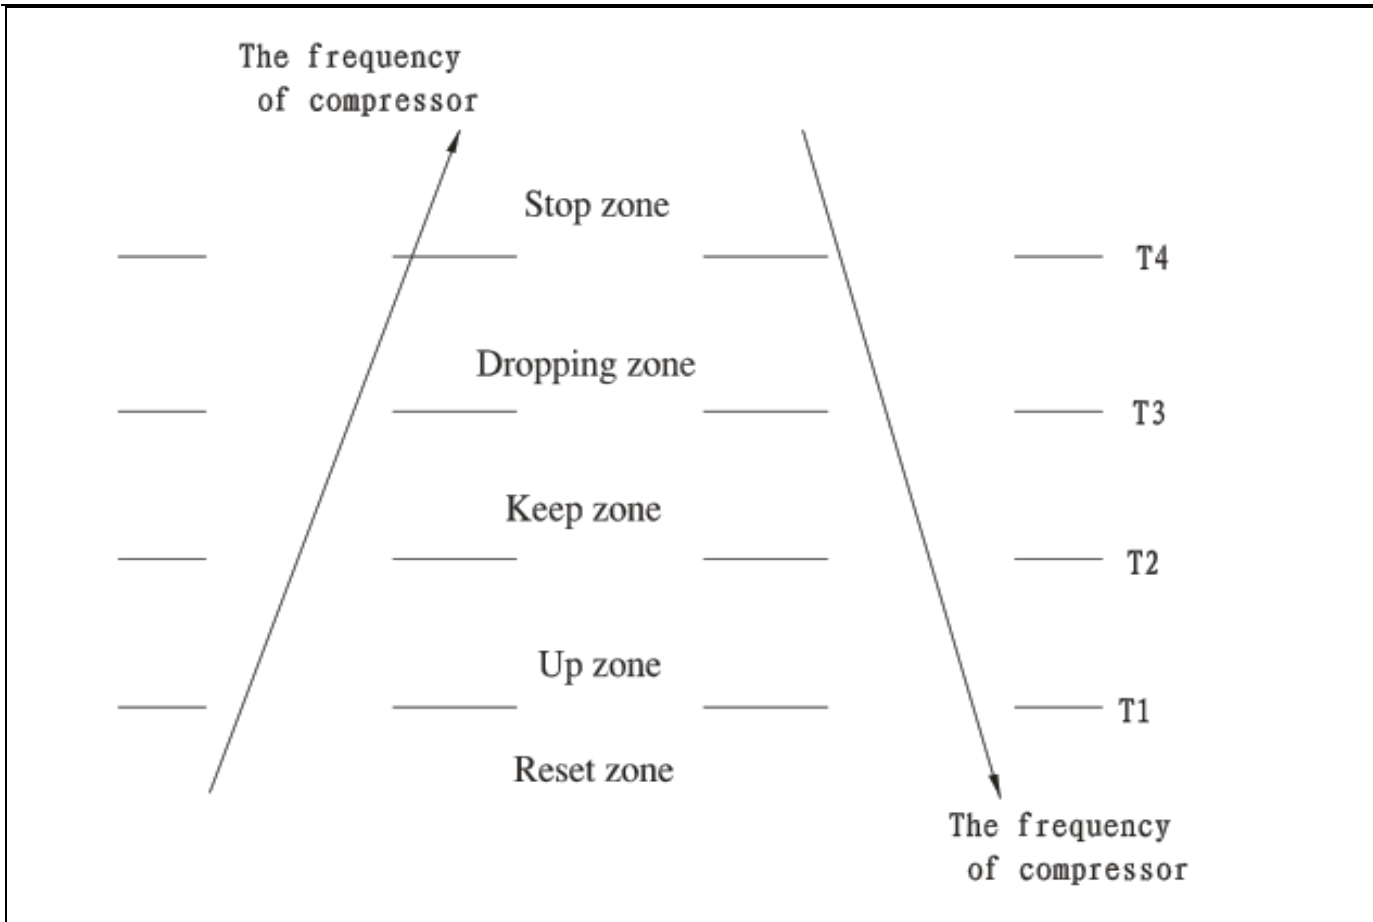 The frequency
of compressor
Stop zone
T4
Dropping zone
T3
Keep zone
T2
Up zone
T1
Reset zone
The frequency
of compressor